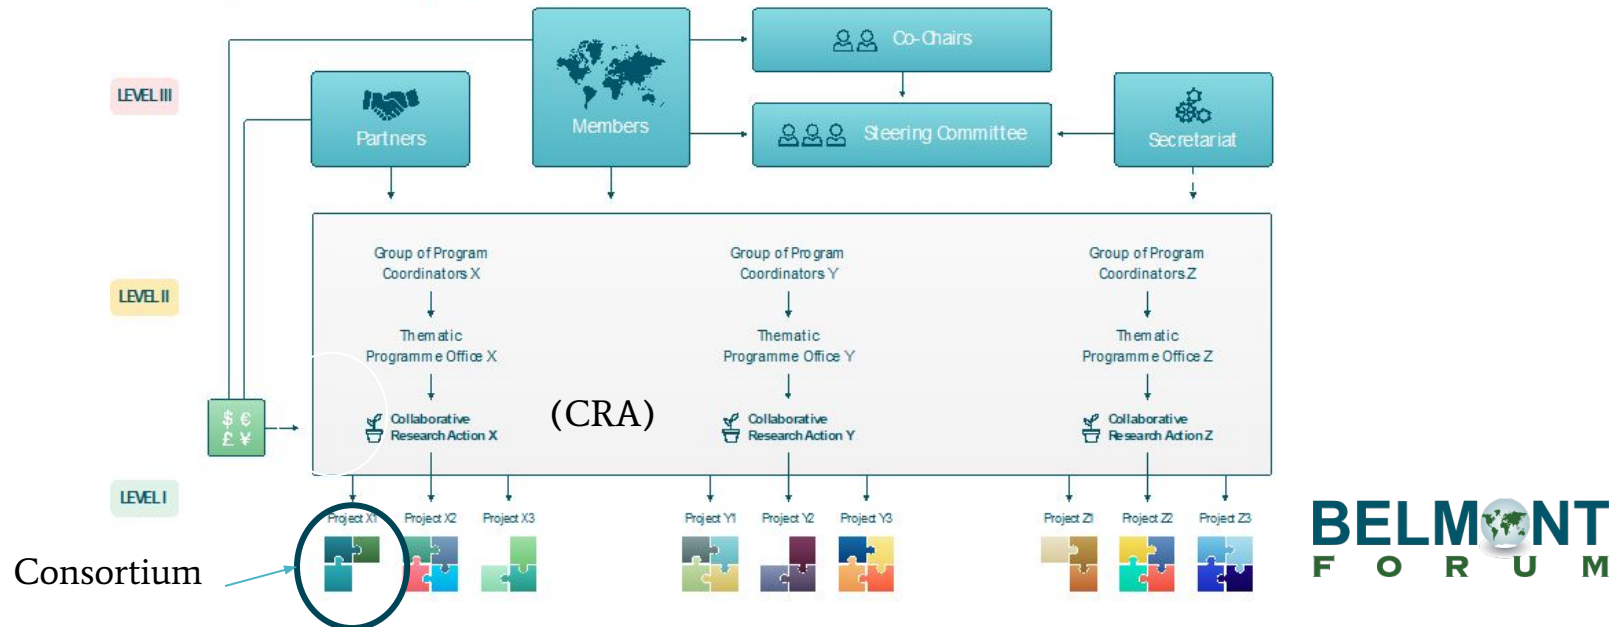 Co-Chairs
LEVEL III
Partners
Members
Steering Committee
Secretariat
LEVEL II
Group of Program
Coordinators X
Group of Program
Coordinators Y
Group of Program
Coordinators Z
Thematic
Programme Office X
Thematic
Programme Office Y
Thematic
Programme Office Z
$ €
£ ¥
Collaborative
Research Action X
(CRA)
Collaborative
Research Action Y
Collaborative
Research Action Z
LEVEL I
Project X1
Project X2
Project X3
Project Y1
Project Y2
Project Y3
Project Z1
Project Z2
Project Z3
Consortium
BELMONT
FORUM